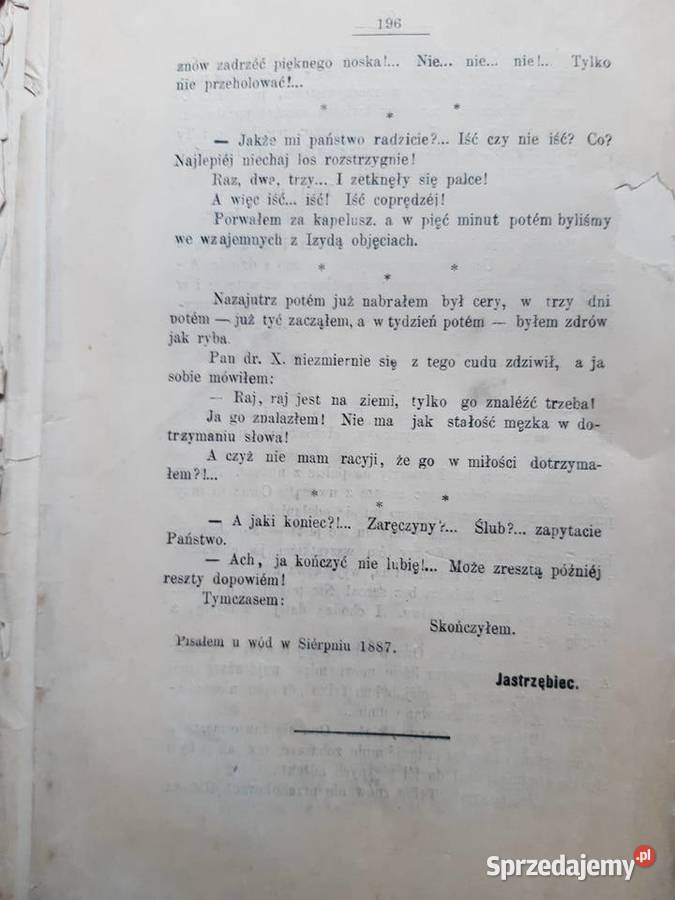 196
znów zadrzéć pięknego noska!... Nie... nie... nie!.. Tylko
nie przeholować!...
* * *
— Jakże mi państwo radzicie?... Iść czy nie iść? Co?
Najlepiéj niechaj los rozstrzygnie!
Raz, dwa, trzy... I zetknęły się palce!
A więc iść... iść! Iść coprędzéj!
Porwałem za kapelusz. a w pięć minut potém byliśmy
we wzajemnych z Izydą objęciach.
* * *
Nazajutrz potém już nabrałem był cery, w trzy dni
potém — już tyć zacząłem, a w tydzień potém — byłem zdrów
jak ryba.
Pan dr. X. niezmiernie się z tego cudu zdziwił, a ja
sobie mówiłem:
— Raj, raj jest na ziemi, tylko go znaléźć trzeba!
Ja go znalazłem! Nie ma jak stałość męzka w do-
trzymaniu słowa!
A czyż nie mam racyji, że go w miłości dotrzyma-
łem?!...
* * *
— A jaki koniec?!... Zaręczyny?... Ślub?... zapytacie
Państwo.
— Ach, ja kończyć nie lubię!... Może zresztą późniéj
reszty dopowiém!
Tymczasem:
Skończyłem.
Pisałem u wód w Siérpniu 1887.
Jastrzębiec.
Sprzedajemy.pl